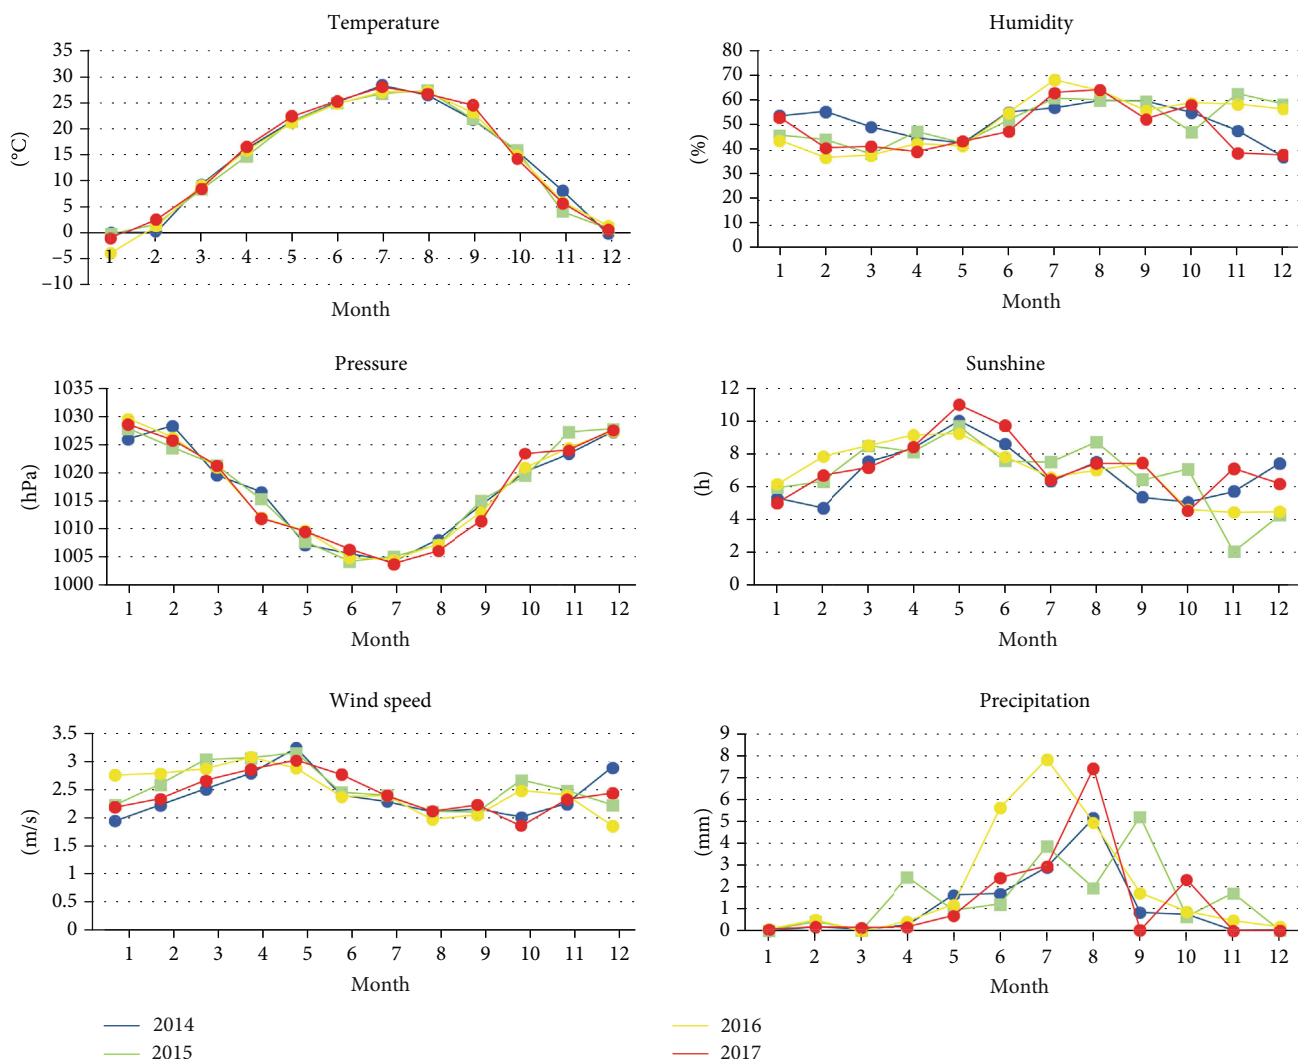 Temperature
35
30
25
20
15
10
5
0
−5
−10
(°C)
1 2 3 4 5 6 7 8 9 10 11 12
Month
Humidity
80
70
60
50
40
30
20
10
0
(%)
1 2 3 4 5 6 7 8 9 10 11 12
Month
Pressure
1035
1030
1025
1020
1015
1010
1005
1000
(hPa)
1 2 3 4 5 6 7 8 9 10 11 12
Month
Sunshine
12
10
8
6
4
2
0
(h)
1 2 3 4 5 6 7 8 9 10 11 12
Month
Wind speed
3.5
3
2.5
2
1.5
1
0.5
0
(m/s)
1 2 3 4 5 6 7 8 9 10 11 12
Month
Precipitation
9
8
7
6
5
4
3
2
1
0
(mm)
1 2 3 4 5 6 7 8 9 10 11 12
Month
2014
2015
2016
2017